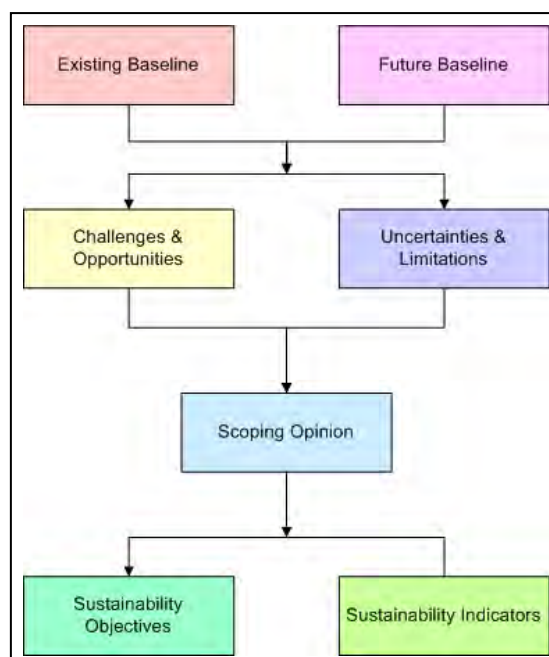 Existing Baseline
Future Baseline
Challenges &
Opportunities
Uncertainties &
Limitations
Scoping Opinion
Sustainability
Objectives
Sustainability Indicators